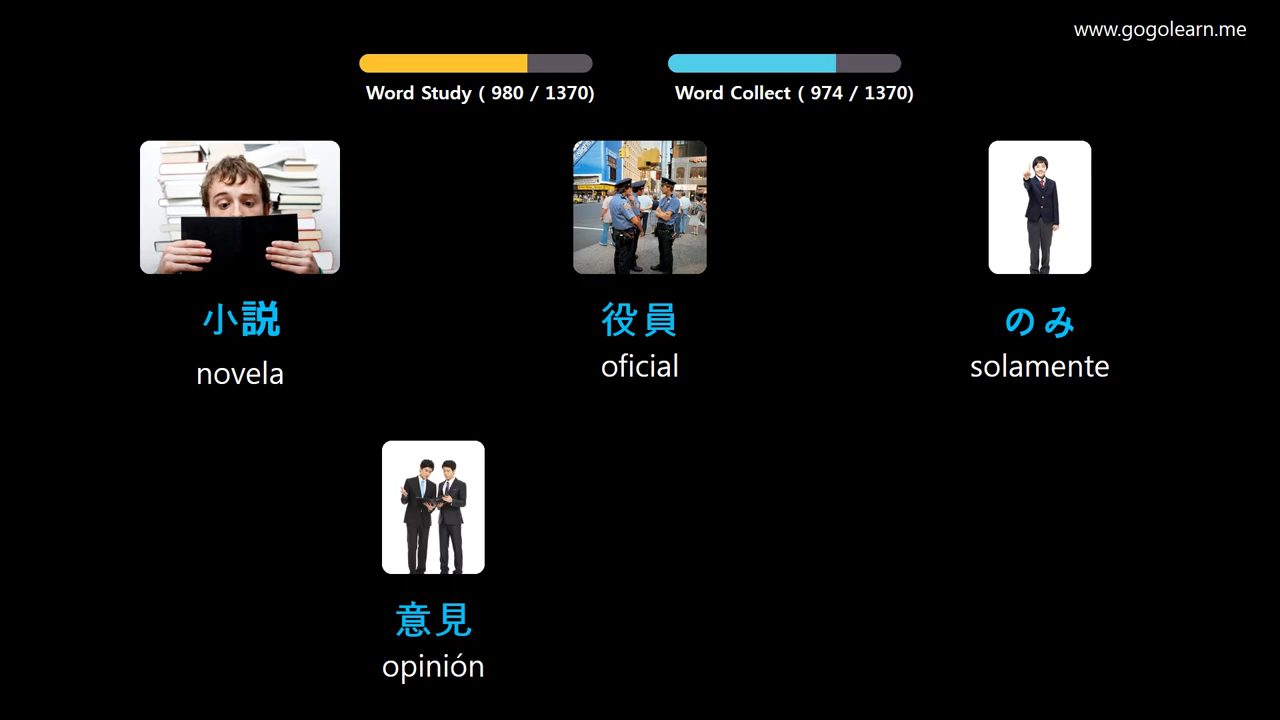 www.gogolearn.me
Word Study ( 980 / 1370)
Word Collect ( 974 / 1370)
小説
novela
役員
oficial
のみ
solamente
意見
opinión